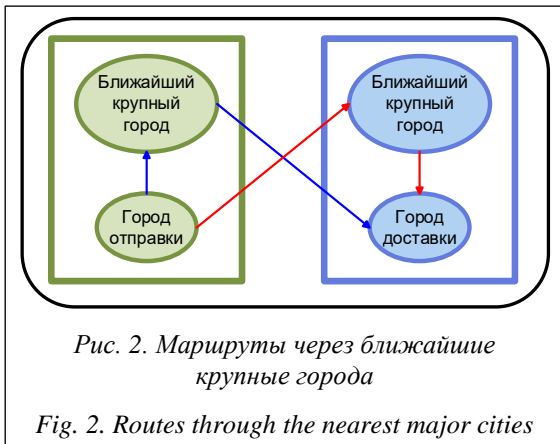 Ближайший
крупный
город
Ближайший
крупный
город
Город
отправки
Город
доставки
Рис. 2. Маршруты через ближайшие
крупные города
Fig. 2. Routes through the nearest major cities